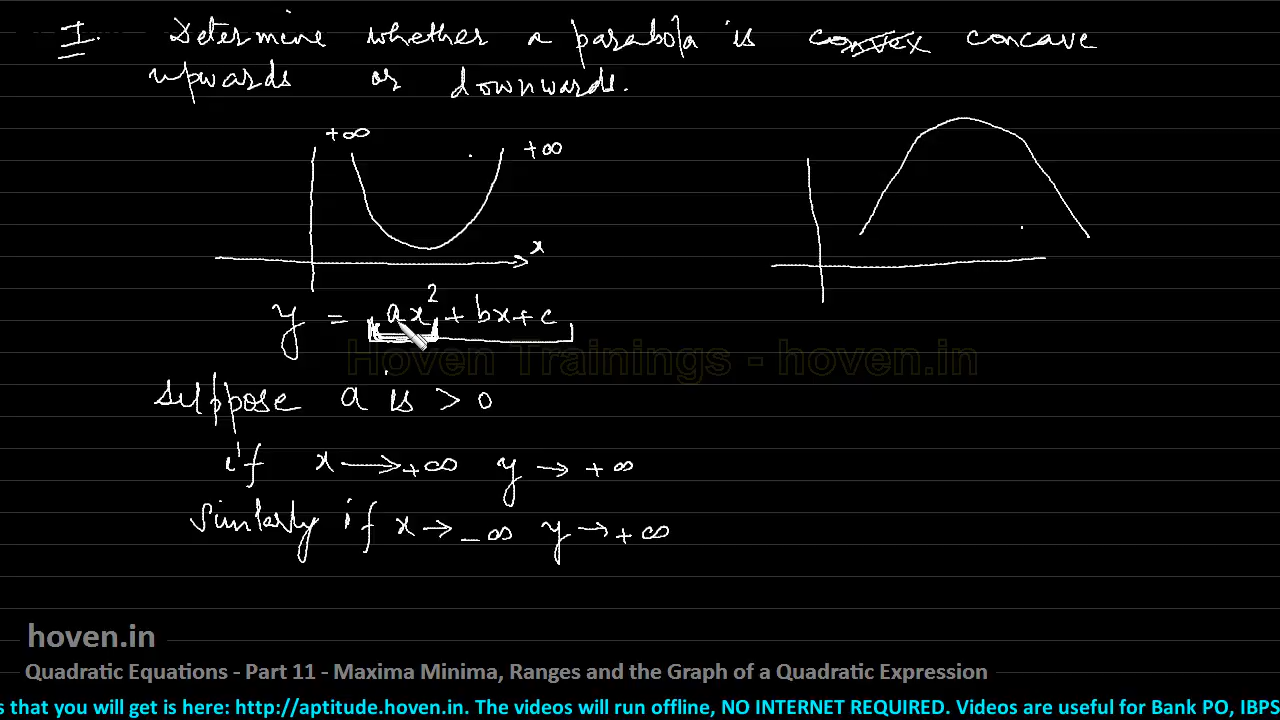 I. Determine whether a parabola is convex concave
upwards or downwards.
+∞
+∞
x
y = ax² + bx + c
Hoven Trainings - hoven.in
suppose a is > 0
if x → +∞ y → +∞
Similarly if x → -∞ y → +∞
hoven.in
Quadratic Equations - Part 11 - Maxima Minima, Ranges and the Graph of a Quadratic Expression
s that you will get is here: http://aptitude.hoven.in. The videos will run offline, NO INTERNET REQUIRED. Videos are useful for Bank PO, IBPS